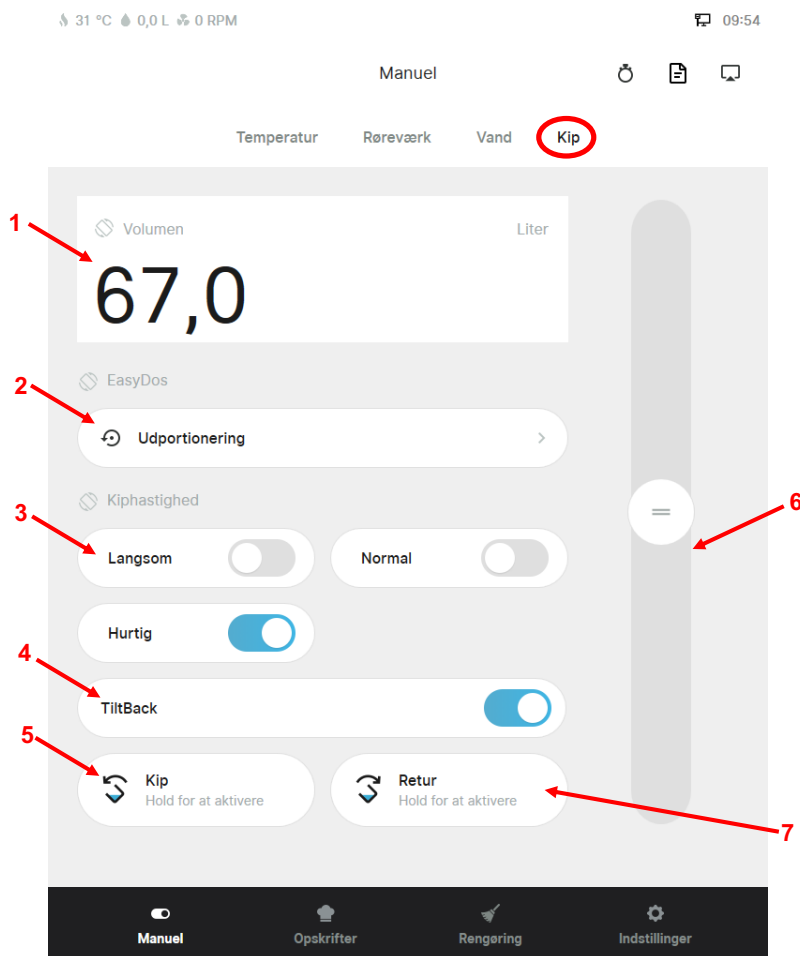 31 °C 0,0 L 0 RPM 09:54
Manuel
Temperatur Røreværk Vand Kip
1
Volumen Liter
67,0
2
EasyDos
Udportionering
Kiphastighed
3
6
Langsom Normal
Hurtig
4
TiltBack
5
Kip Retur
Hold for at aktivere Hold for at aktivere
7
Manuel Opskrifter Rengøring Indstillinger